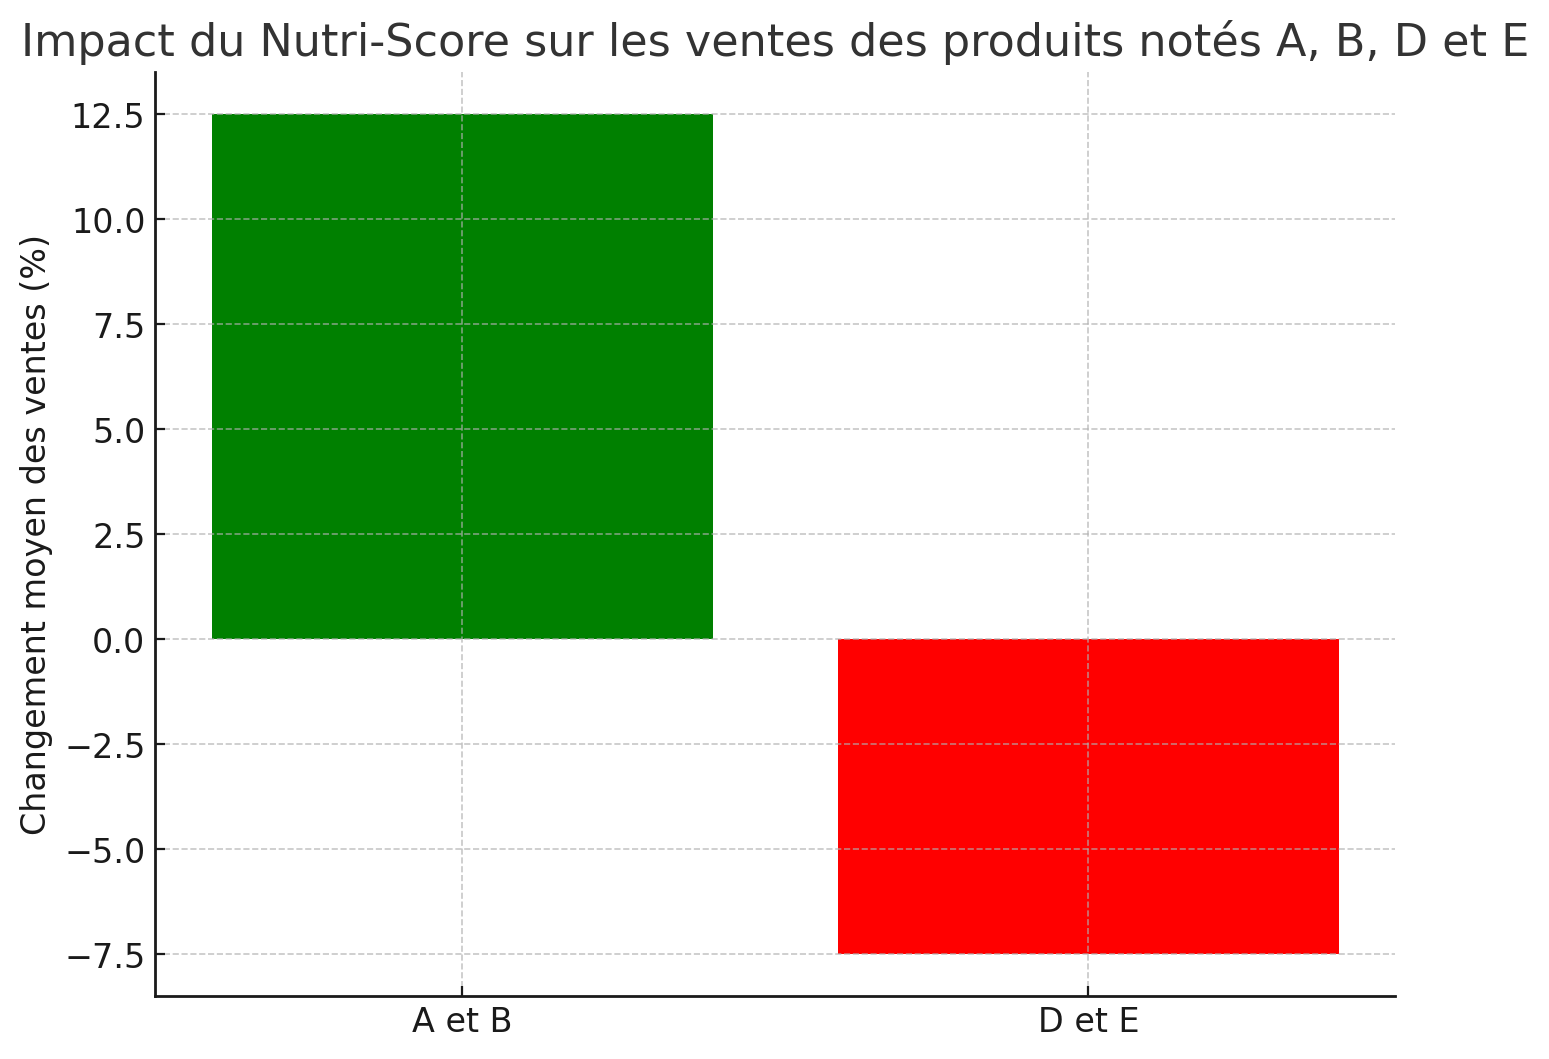 Impact du Nutri-Score sur les ventes des produits notés A, B, D et E
Changement moyen des ventes (%)
12.5
10.0
7.5
5.0
2.5
0.0
−2.5
−5.0
−7.5
A et B
D et E